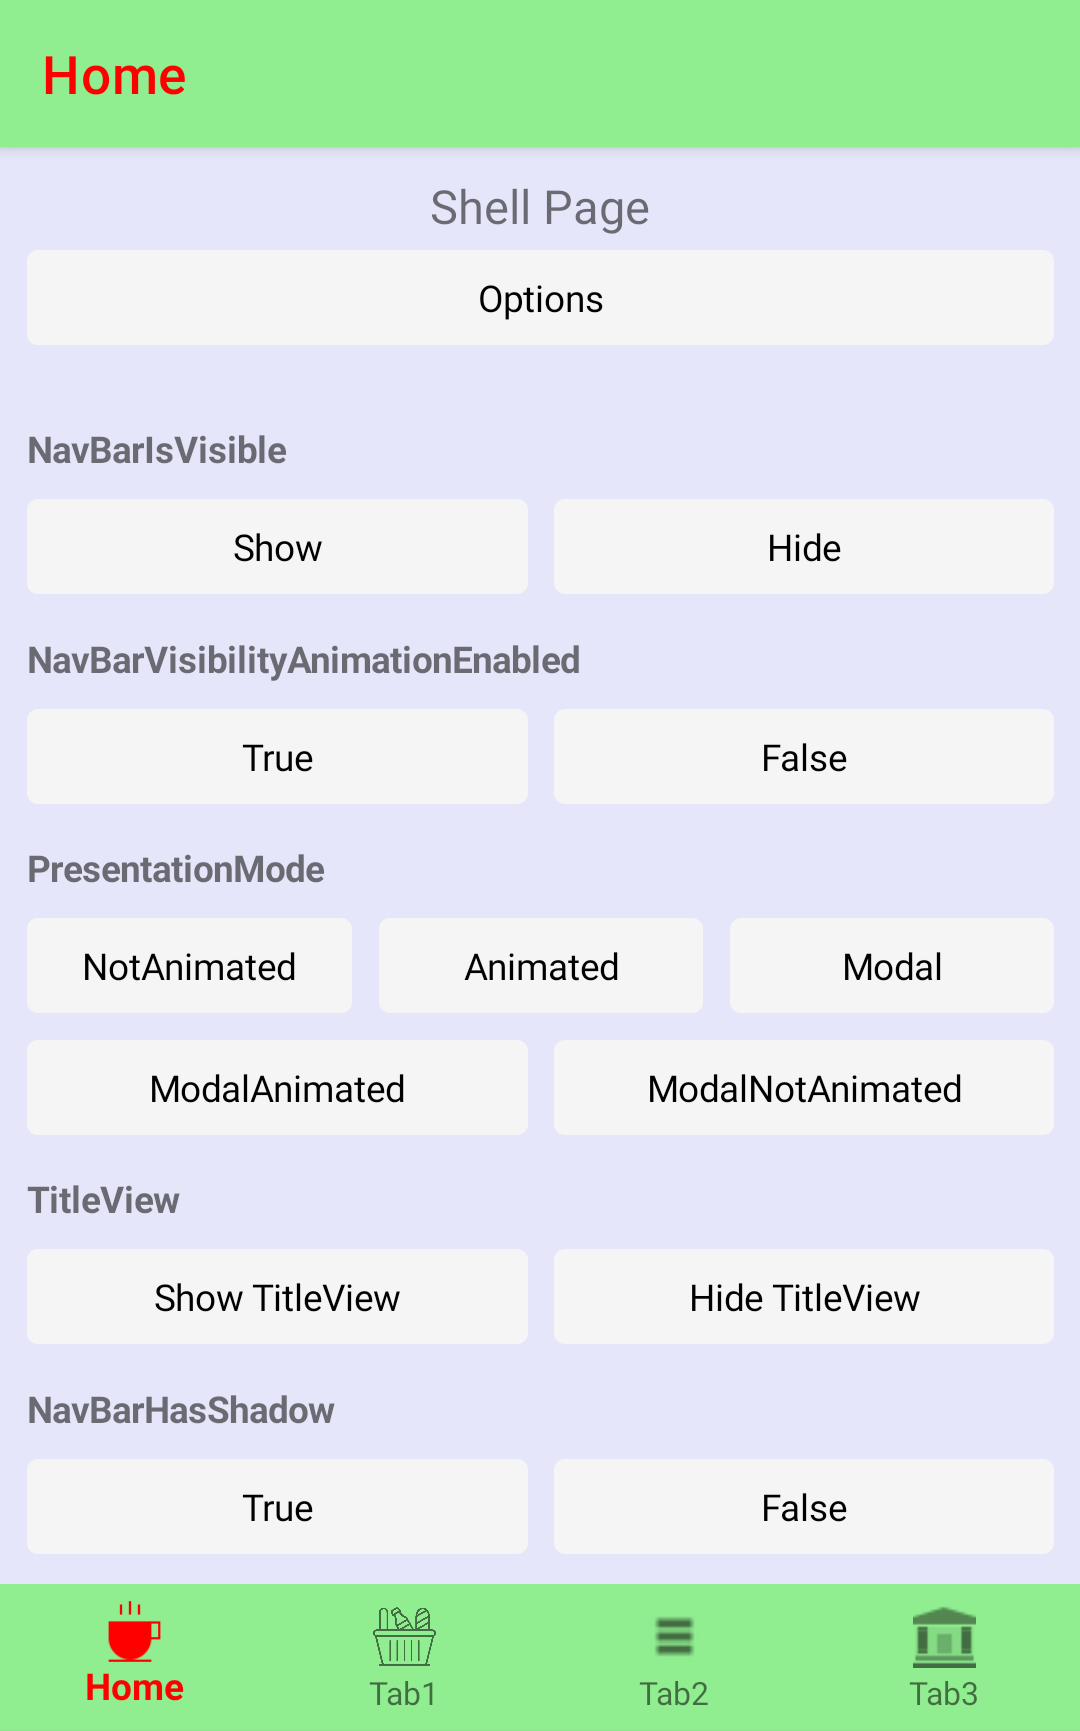 Home
Shell Page
Options
NavBarIsVisible
Show Hide
NavBarVisibilityAnimationEnabled
True False
PresentationMode
NotAnimated Animated Modal
ModalAnimated ModalNotAnimated
TitleView
Show TitleView Hide TitleView
NavBarHasShadow
True False
Home Tab1 Tab2 Tab3